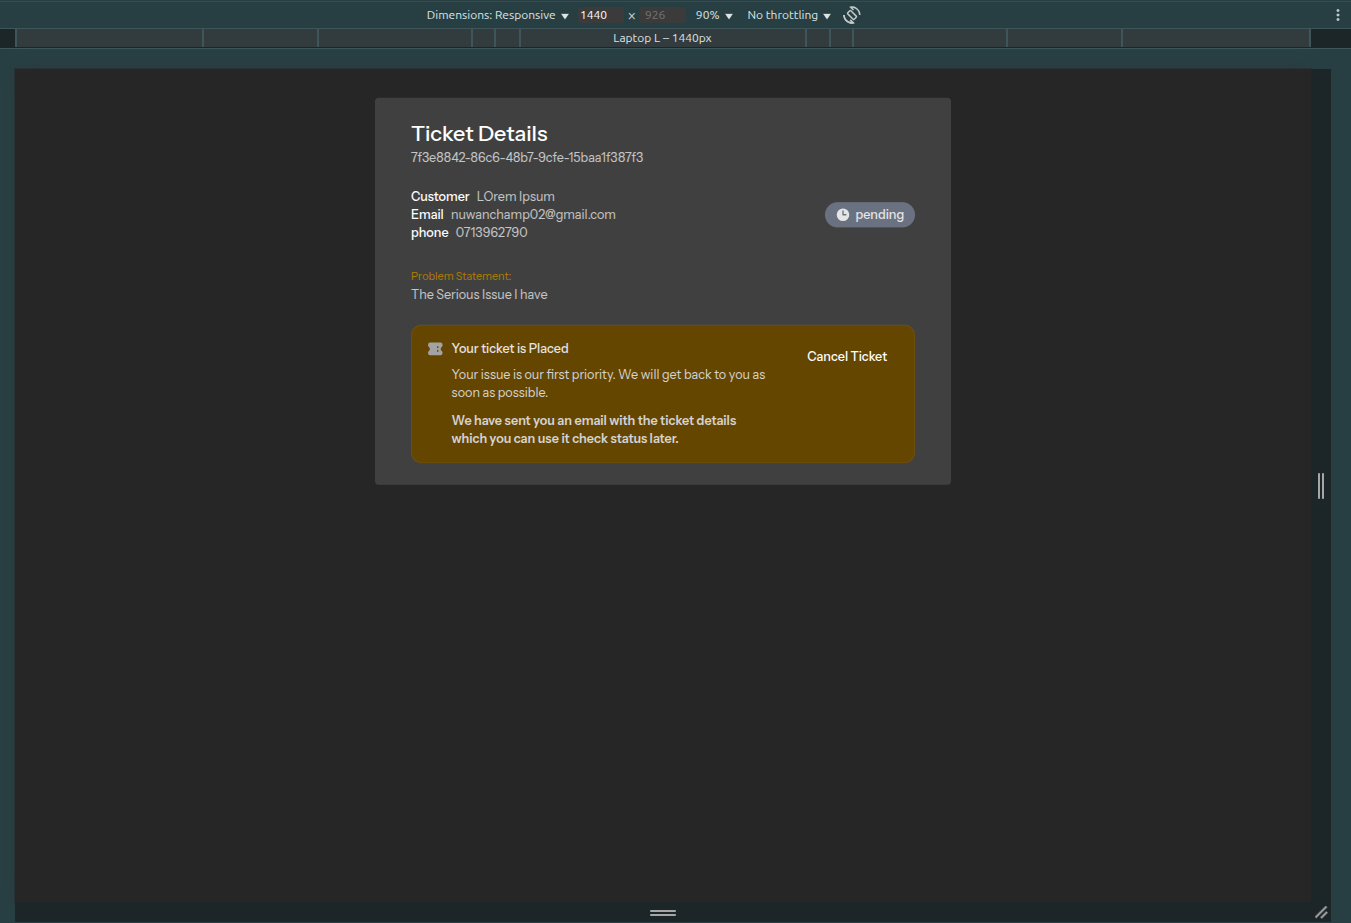 Dimensions: Responsive 1440 x 926 90% No throttling
Laptop L – 1440px
Ticket Details
7f3e8842-86c6-48b7-9cfe-15baa1f387f3
Customer LOrem Ipsum
Email nuwanchamp02@gmail.com
phone 0713962790
pending
Problem Statement:
The Serious Issue I have
Your ticket is Placed
Cancel Ticket
Your issue is our first priority. We will get back to you as
soon as possible.
We have sent you an email with the ticket details
which you can use it check status later.